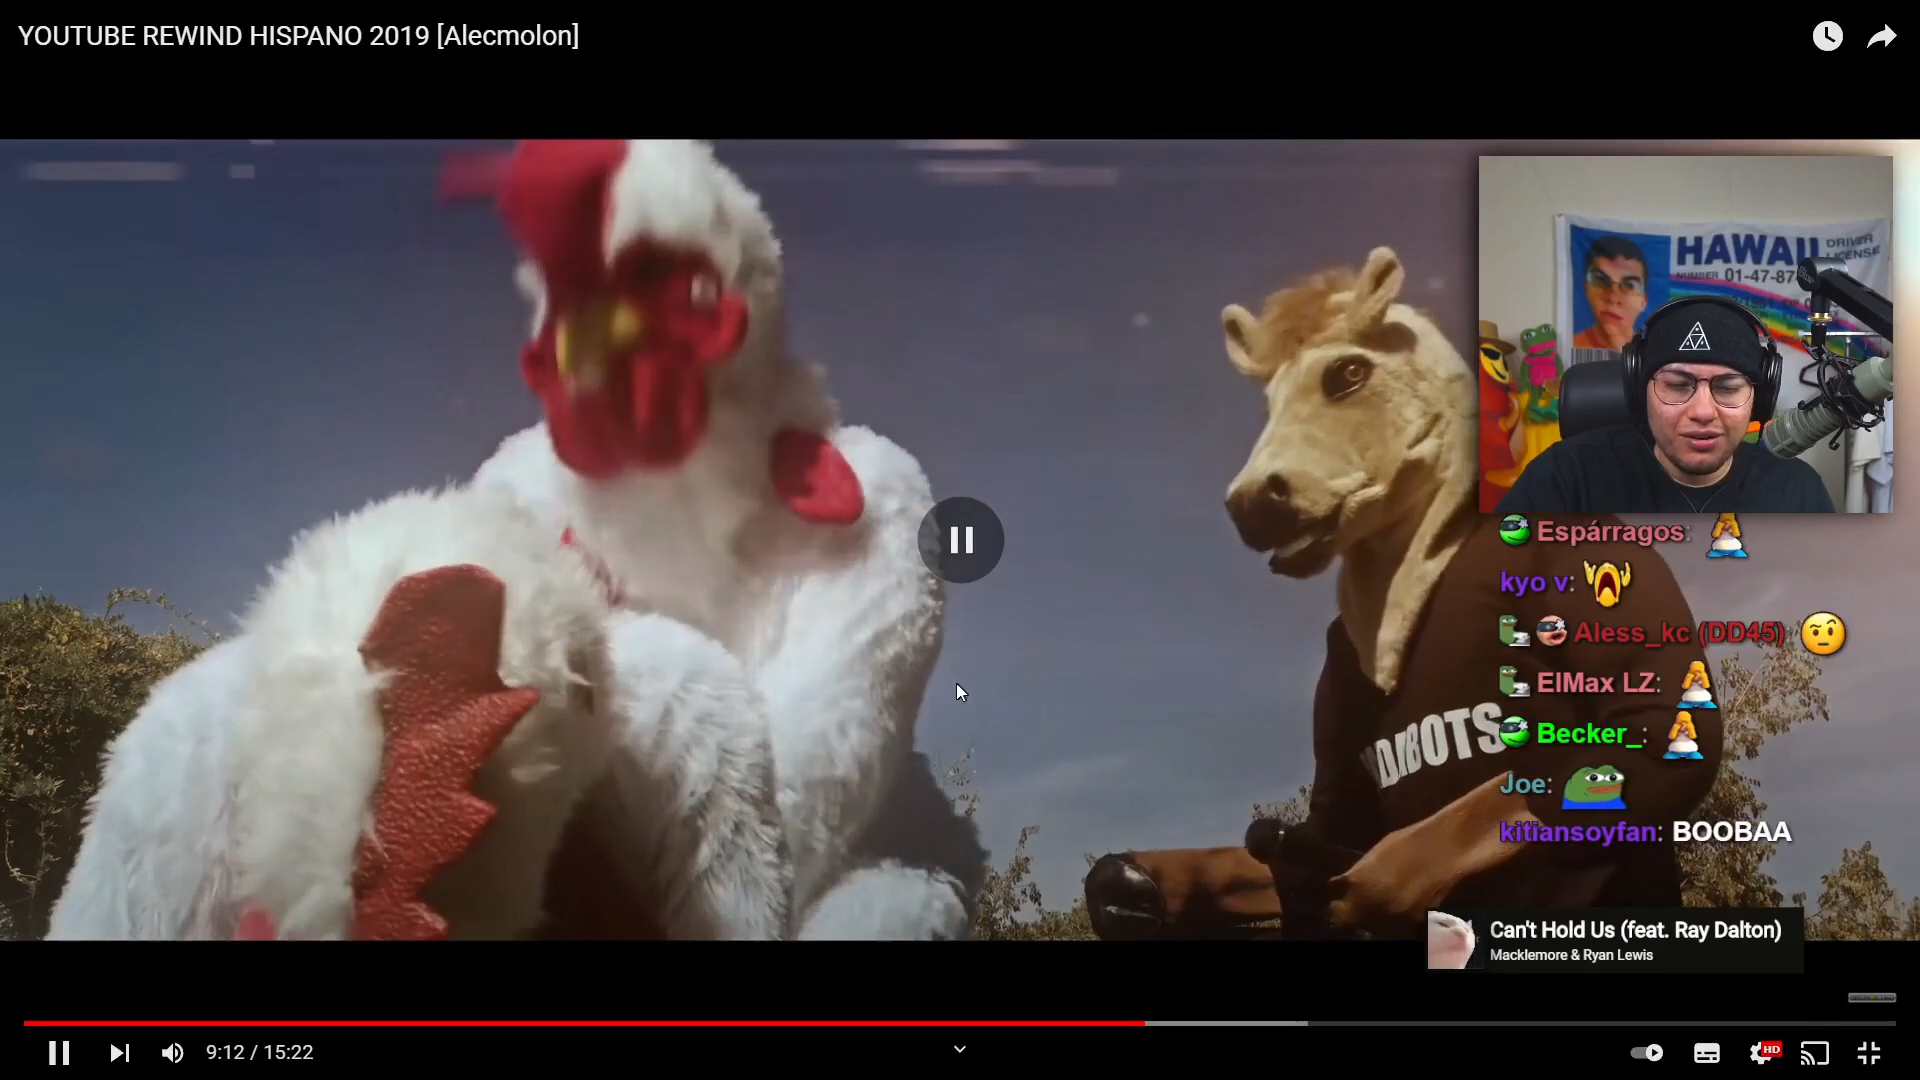 YOUTUBE REWIND HISPANO 2019 [Alecmolon]
HAWAII
DRIVER
LICENSE
NUMBER 01-47-87
Espárragos:
kyo v:
Aless_kc (DD45):
ElMax LZ:
Becker_:
Joe:
kitiansoyfan: BOOBAA
Can't Hold Us (feat. Ray Dalton)
Macklemore & Ryan Lewis
9:12 / 15:22
HD